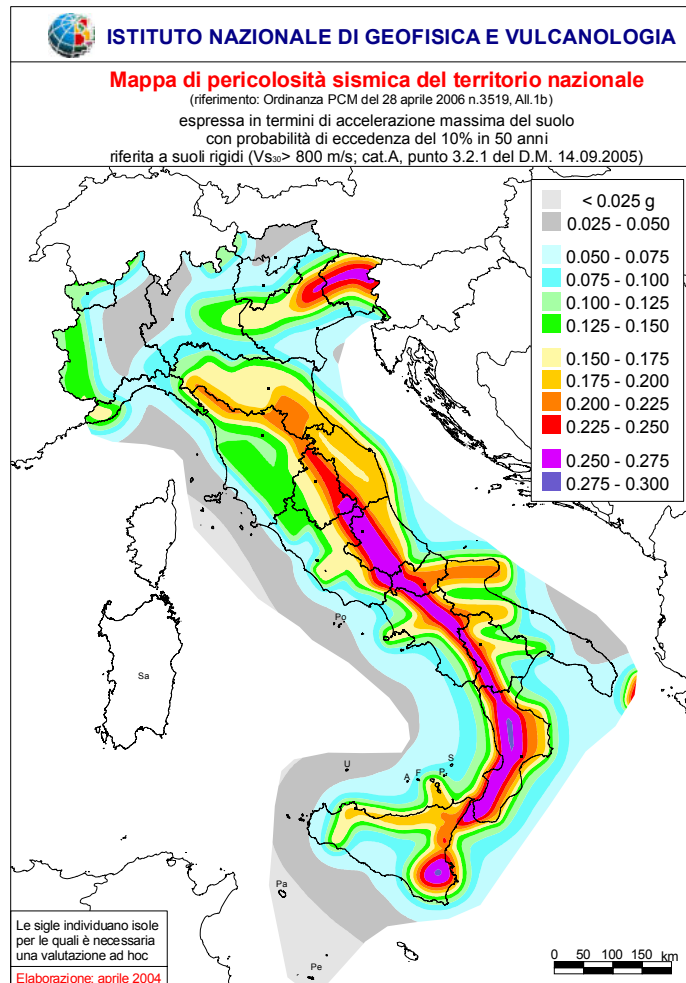 ISTITUTO NAZIONALE DI GEOFISICA E VULCANOLOGIA
Mappa di pericolosità sismica del territorio nazionale
(riferimento: Ordinanza PCM del 28 aprile 2006 n.3519, All.1b)
espressa in termini di accelerazione massima del suolo
con probabilità di eccedenza del 10% in 50 anni
riferita a suoli rigidi (Vs₃₀> 800 m/s; cat.A, punto 3.2.1 del D.M. 14.09.2005)
< 0.025 g
0.025 - 0.050
0.050 - 0.075
0.075 - 0.100
0.100 - 0.125
0.125 - 0.150
0.150 - 0.175
0.175 - 0.200
0.200 - 0.225
0.225 - 0.250
0.250 - 0.275
0.275 - 0.300
Po
Sa
U
A
F
P
S
Pa
Pe
Le sigle individuano isole
per le quali è necessaria
una valutazione ad hoc
Elaborazione: aprile 2004
0 50 100 150 km